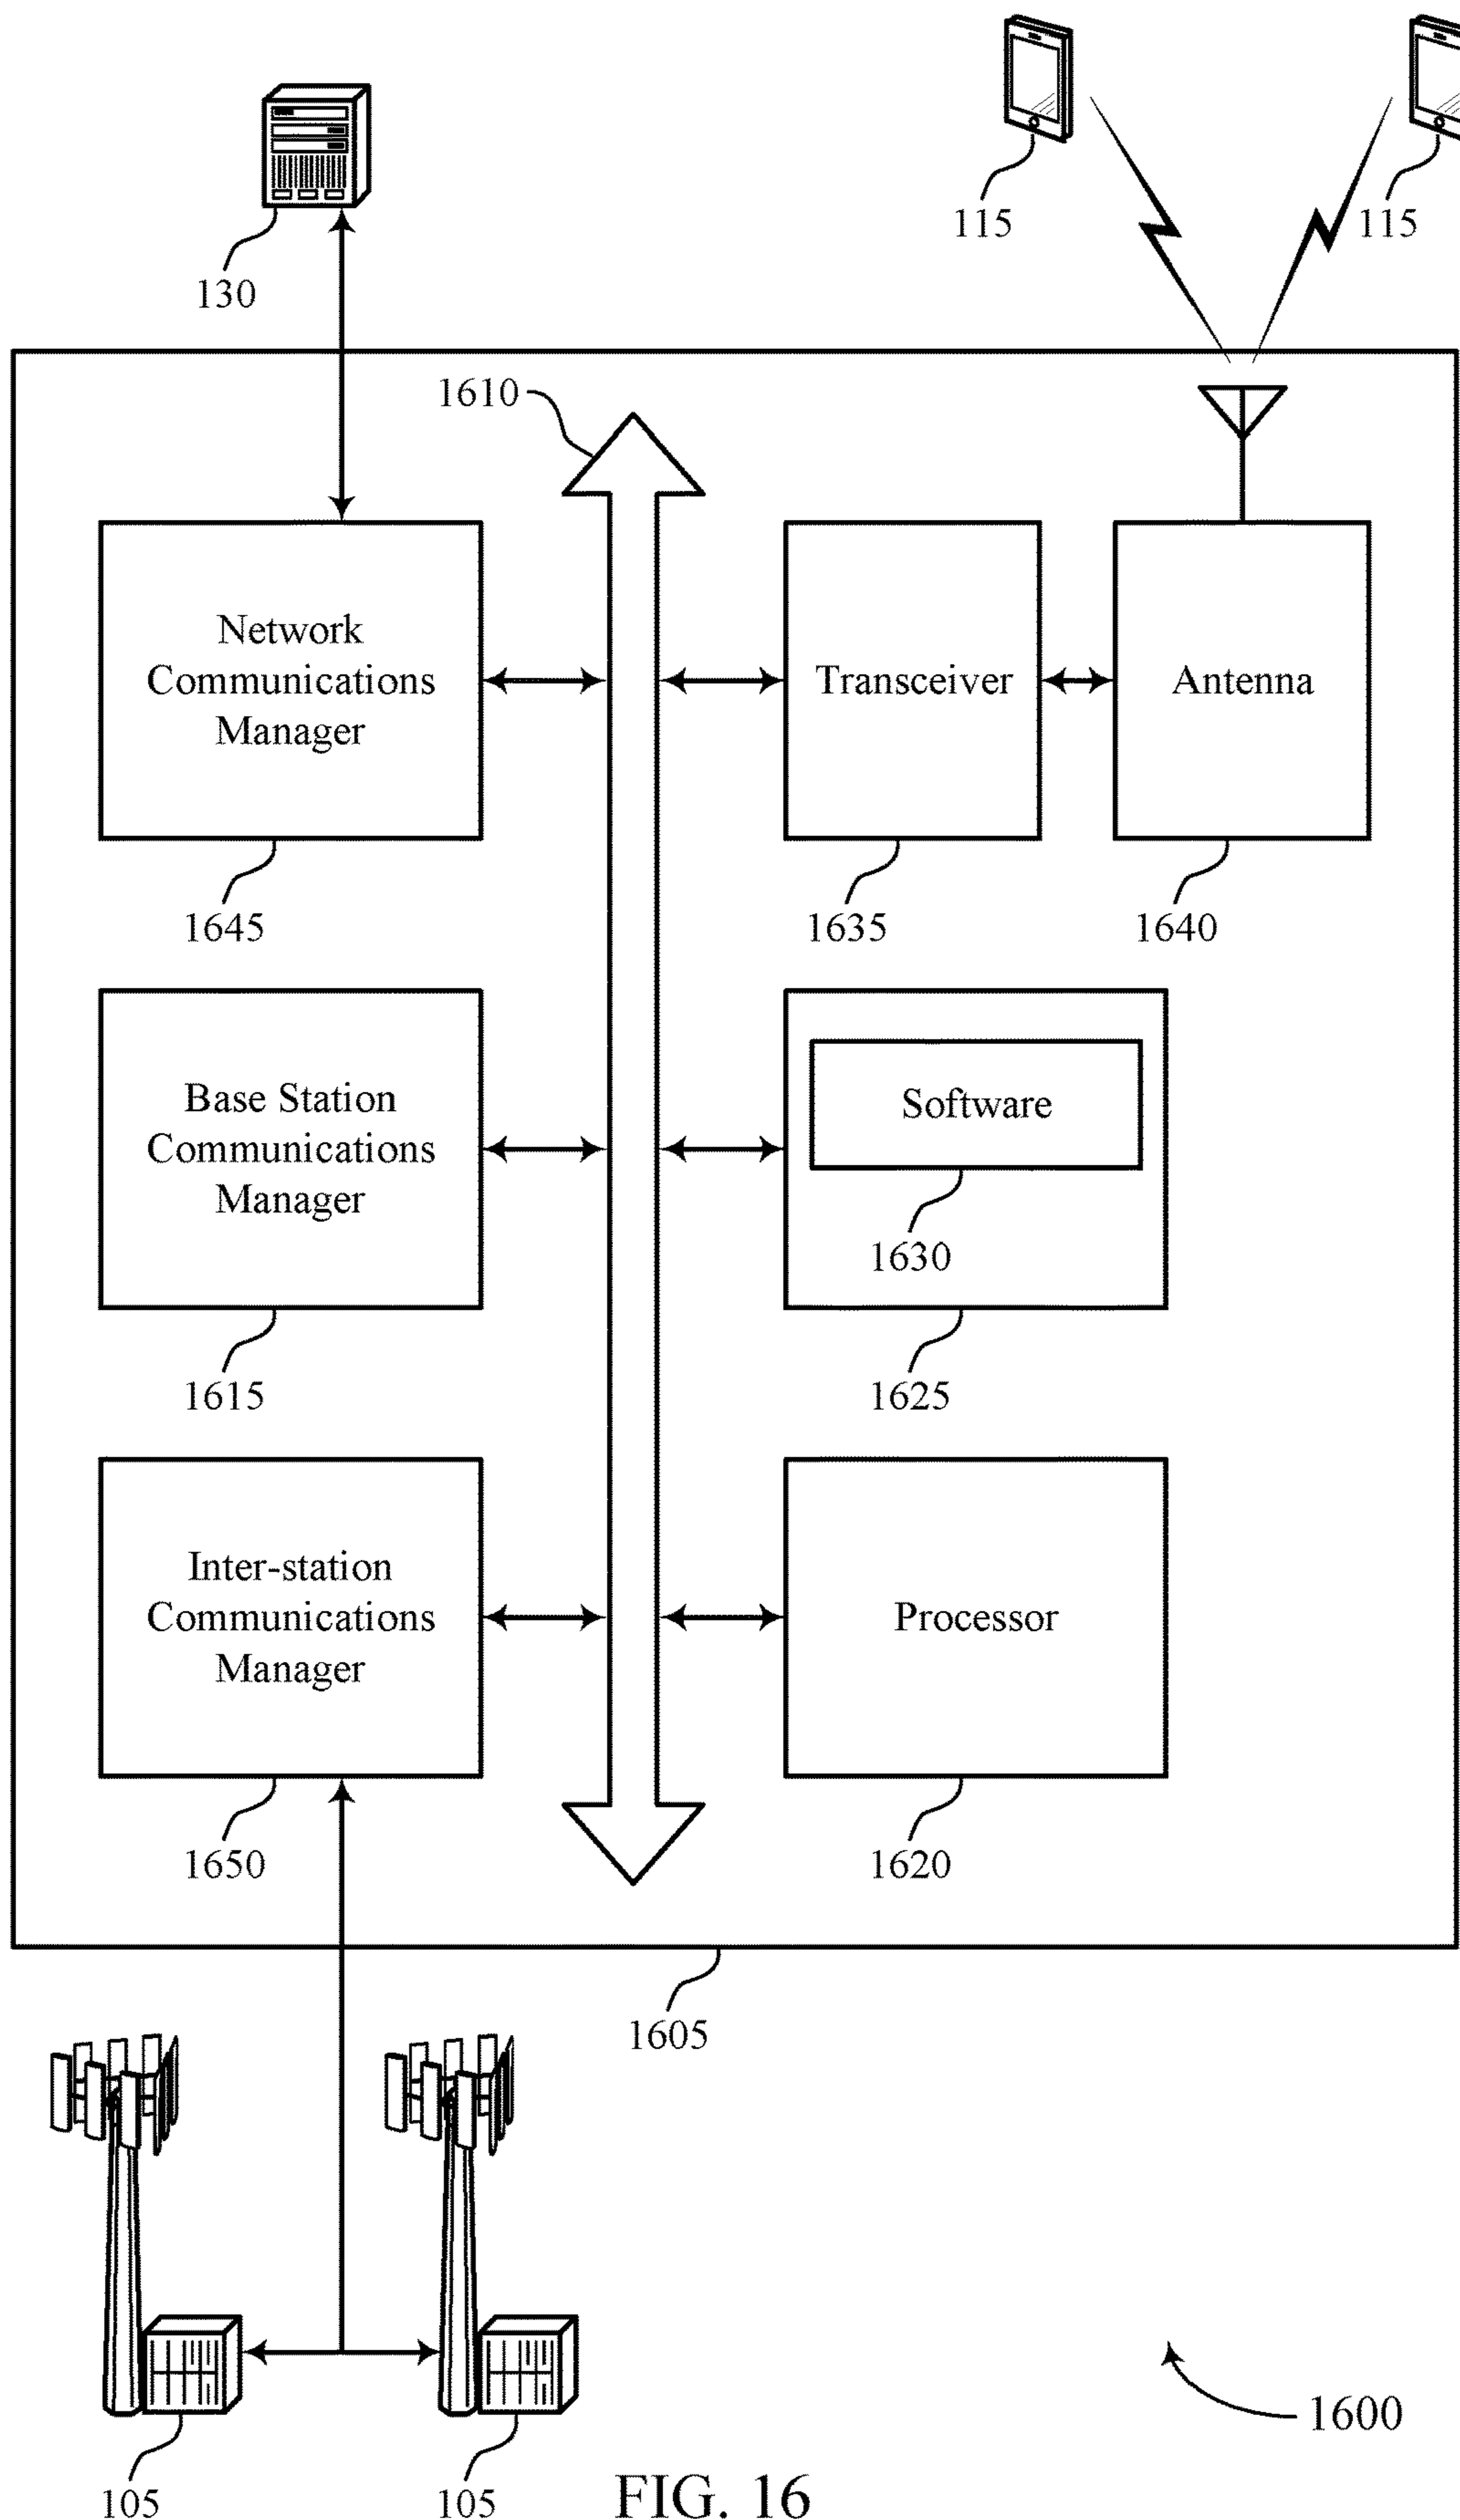 115
115
130
1610
Network
Communications
Manager
Transceiver
Antenna
1645
1635
1640
Base Station
Communications
Manager
Software
1630
1615
1625
Inter-station
Communications
Manager
Processor
1650
1620
1605
1600
105
105
FIG. 16